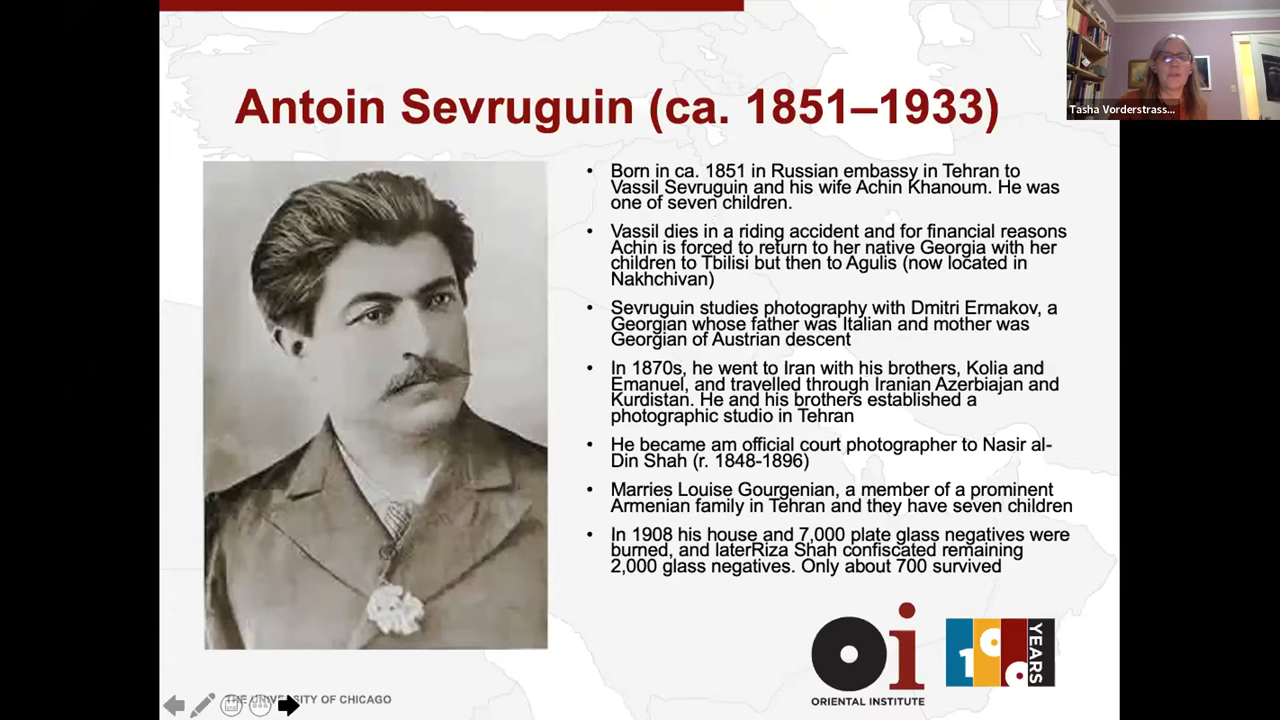 Antoin Sevruguin (ca. 1851–1933)
Tasha Vorderstrass...
• Born in ca. 1851 in Russian embassy in Tehran to
Vassil Sevruguin and his wife Achin Khanoum. He was
one of seven children.
• Vassil dies in a riding accident and for financial reasons
Achin is forced to return to her native Georgia with her
children to Tbilisi but then to Agulis (now located in
Nakhchivan)
• Sevruguin studies photography with Dmitri Ermakov, a
Georgian whose father was Italian and mother was
Georgian of Austrian descent
• In 1870s, he went to Iran with his brothers, Kolia and
Emanuel, and travelled through Iranian Azerbiajan and
Kurdistan. He and his brothers established a
photographic studio in Tehran
• He became am official court photographer to Nasir al-
Din Shah (r. 1848-1896)
• Marries Louise Gourgenian, a member of a prominent
Armenian family in Tehran and they have seven children
• In 1908 his house and 7,000 plate glass negatives were
burned, and laterRiza Shah confiscated remaining
2,000 glass negatives. Only about 700 survived
oi
ORIENTAL INSTITUTE
100
YEARS
THE UNIVERSITY OF CHICAGO